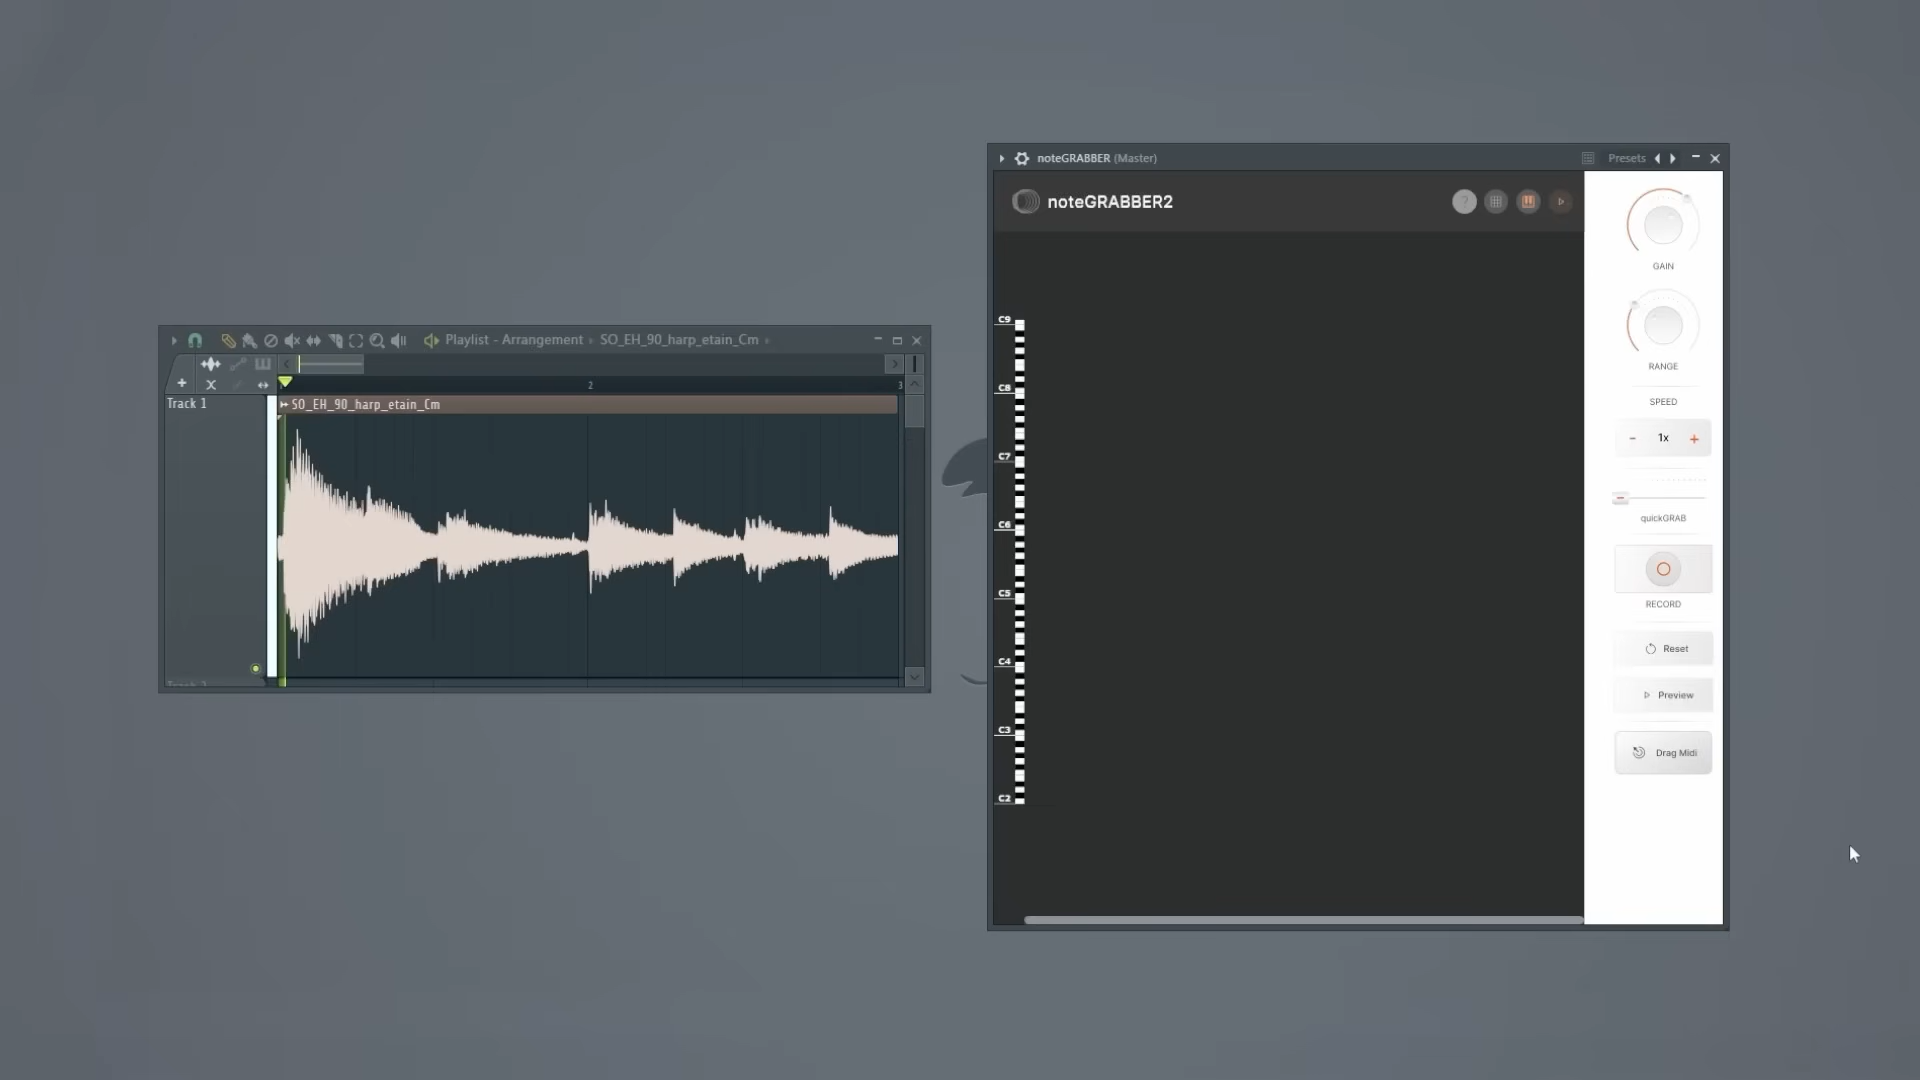 noteGRABBER (Master)
Presets
noteGRABBER2
?
GAIN
RANGE
SPEED
- 1x +
quickGRAB
RECORD
Reset
Preview
Drag Midi
C9
C8
C7
C6
C5
C4
C3
C2
Playlist - Arrangement › SO_EH_90_harp_etain_Cm
2
3
Track 1
SO_EH_90_harp_etain_Cm